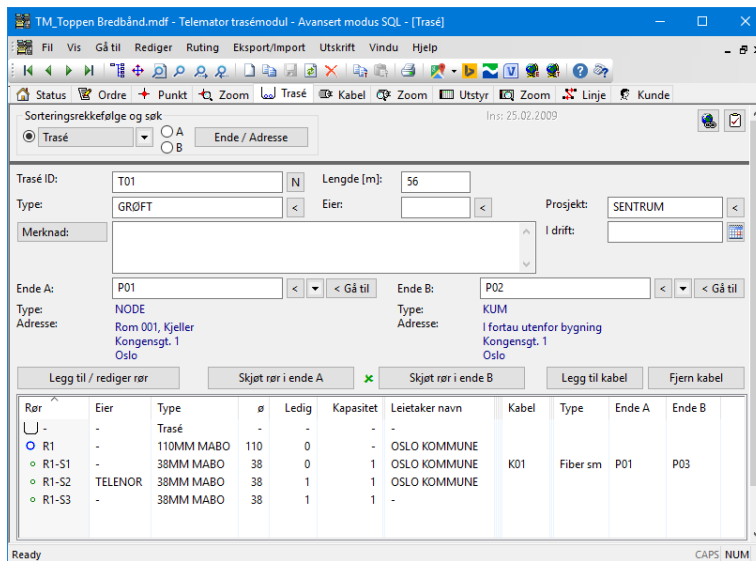 TM_Toppen Bredbånd.mdf - Telemator trasémodul - Avansert modus SQL - [Trasé]
Fil Vis Gå til Rediger Ruting Eksport/Import Utskrift Vindu Hjelp
Status Ordre Punkt Zoom Trasé Kabel Zoom Utstyr Zoom Linje Kunde
Sorteringsrekkefølge og søk
Ins: 25.02.2009
Trasé A B Ende / Adresse
Trasé ID: T01 N Lengde [m]: 56
Type: GRØFT < Eier: < Prosjekt: SENTRUM <
Merknad: I drift:
Ende A: P01 < < Gå til Ende B: P02 < < Gå til
Type: NODE Type: KUM
Adresse: Rom 001, Kjeller Adresse: I fortau utenfor bygning
Kongensgt. 1 Kongensgt. 1
Oslo Oslo
Legg til / rediger rør Skjøt rør i ende A Skjøt rør i ende B Legg til kabel Fjern kabel
Rør Eier Type ø Ledig Kapasitet Leietaker navn Kabel Type Ende A Ende B
- - Trasé - - - -
R1 - 110MM MABO 110 0 - OSLO KOMMUNE
R1-S1 - 38MM MABO 38 0 1 OSLO KOMMUNE K01 Fiber sm P01 P03
R1-S2 TELENOR 38MM MABO 38 1 1 OSLO KOMMUNE
R1-S3 - 38MM MABO 38 1 1 -
Ready CAPS NUM